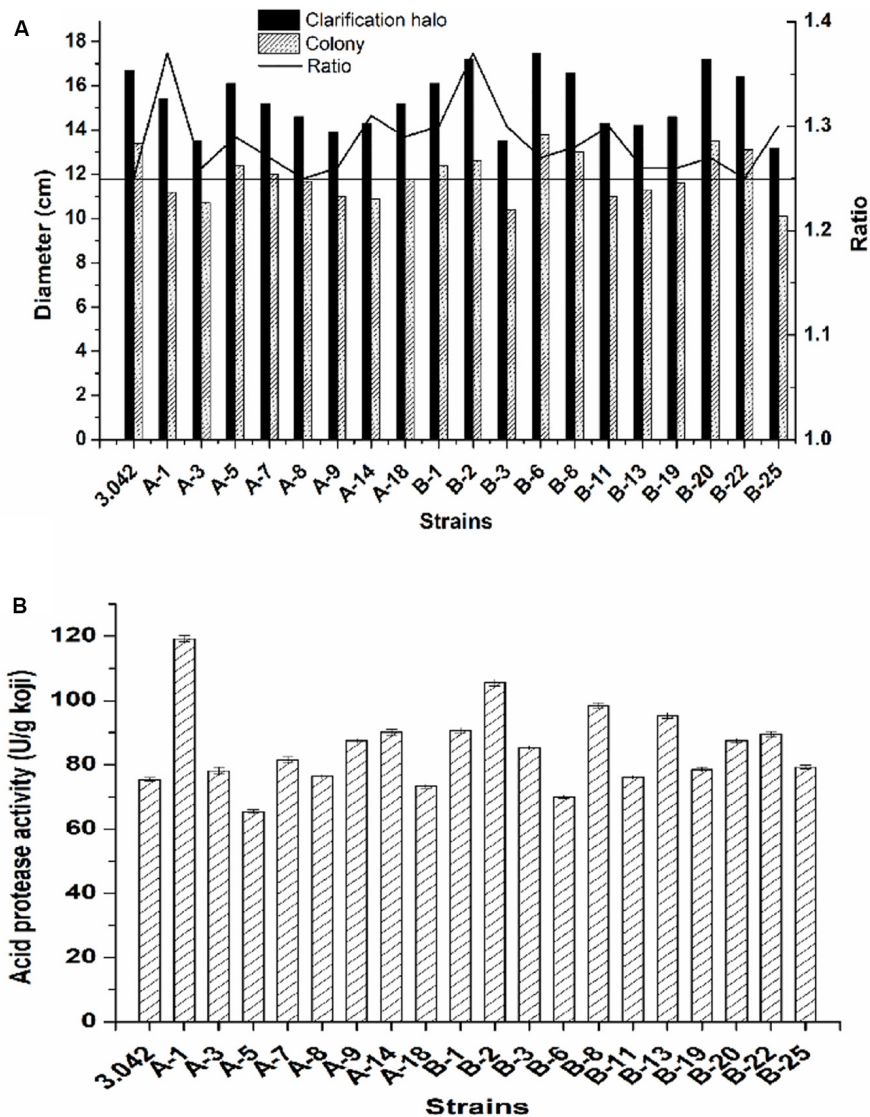 A
Clarification halo
Colony
Ratio
18
16
14
12
10
8
6
4
2
0
Diameter (cm)
1.4
1.3
1.2
1.1
1.0
Ratio
3.042 A-1 A-3 A-5 A-7 A-8 A-9 A-14 A-18 B-1 B-2 B-3 B-6 B-8 B-11 B-13 B-19 B-20 B-22 B-25
Strains
B
120
100
80
60
40
20
0
Acid protease activity (U/g koji)
3.042 A-1 A-3 A-5 A-7 A-8 A-9 A-14 A-18 B-1 B-2 B-3 B-6 B-8 B-11 B-13 B-19 B-20 B-22 B-25
Strains